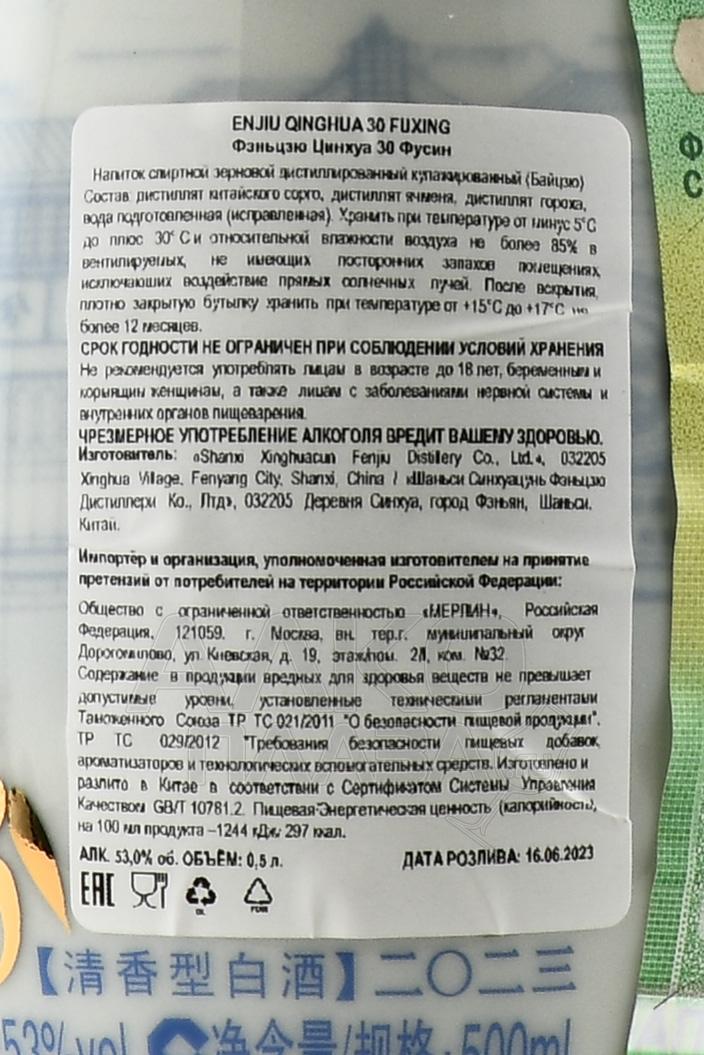 ENJIU QINGHUA 30 FUXING
Фэньцзю Цинхуа 30 Фусин
Напиток спиртной зерновой дистиллированный купажированный (Байцзю)
Состав: дистиллят китайского сорго, дистиллят ячменя, дистиллят гороха,
вода подготовленная (исправленная). Хранить при температуре от минус 5°С
до плюс 30°С и относительной влажности воздуха не более 85% в
вентилируемых, не имеющих посторонних запахов помещениях,
исключающих воздействие прямых солнечных лучей. После вскрытия,
плотно закрытую бутылку хранить при температуре от +15°С до +17°С не
более 12 месяцев.
СРОК ГОДНОСТИ НЕ ОГРАНИЧЕН ПРИ СОБЛЮДЕНИИ УСЛОВИЙ ХРАНЕНИЯ
Не рекомендуется употреблять лицам в возрасте до 18 лет, беременным и
кормящим женщинам, а также лицам с заболеваниями нервной системы и
внутренних органов пищеварения.
ЧРЕЗМЕРНОЕ УПОТРЕБЛЕНИЕ АЛКОГОЛЯ ВРЕДИТ ВАШЕМУ ЗДОРОВЬЮ.
Изготовитель: «Shanxi Xinghuacun Fenjiu Distillery Co., Ltd.», 032205
Xinghua Village, Fenyang City, Shanxi, China / «Шаньси Синхуацунь Фэньцзю
Дистиллери Ко., Лтд», 032205 Деревня Синхуа, город Фэньян, Шаньси,
Китай.
Импортёр и организация, уполномоченная изготовителем на принятие
претензий от потребителей на территории Российской Федерации:
Общество с ограниченной ответственностью «МЕРЛИН», Российская
Федерация, 121059, г. Москва, вн. тер.г. муниципальный округ
Дорогомилово, ул. Киевская, д. 19, этаж/пом. 2/I, ком. №32.
Содержание в продукции вредных для здоровья веществ не превышает
допустимые уровни, установленные техническими регламентами
Таможенного Союза ТР ТС 021/2011 "О безопасности пищевой продукции",
ТР ТС 029/2012 "Требования безопасности пищевых добавок,
ароматизаторов и технологических вспомогательных средств. Изготовлено и
разлито в Китае в соответствии с Сертификатом Системы Управления
Качеством GB/T 10781.2. Пищевая-Энергетическая ценность (калорийность),
на 100 мл продукта –1244 кДж/ 297 ккал.
АЛК. 53,0% об. ОБЪЁМ: 0,5 л. ДАТА РОЗЛИВА: 16.06.2023
EAC
【清香型白酒】二〇二三
53%vol 净含量/规格:500ml
Ф
С